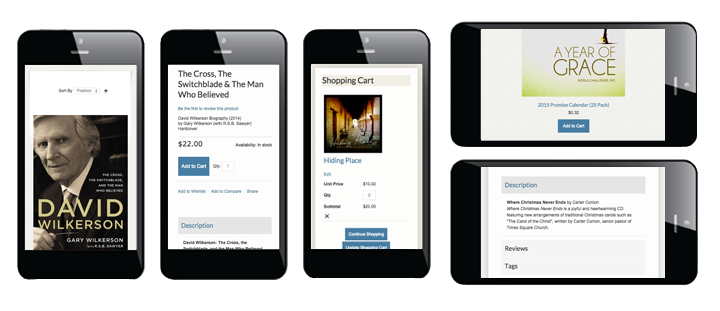 Sort By Position
THE CROSS,
THE SWITCHBLADE,
AND THE MAN
WHO BELIEVED
DAVID
WILKERSON
GARY WILKERSON
WITH R.S.B. SAWYER
The Cross, The
Switchblade & The Man
Who Believed
Be the first to review this product
David Wilkerson Biography (2014)
by Gary Wilkerson (with R.S.B. Sawyer)
Hardcover
$22.00
Availability: In stock
Add to Cart
Qty: 1
Add to Wishlist
Add to Compare
Share
Description
David Wilkerson: The Cross, the
Switchblade, and the Man Who Believed
Shopping Cart
Hiding Place
Edit
Unit Price $10.00
Qty 2
Subtotal $20.00
Continue Shopping
Update Shopping Cart
A YEAR OF
GRACE
WORLD CHALLENGE, INC.
2015 Promise Calendar (25 Pack)
$0.32
Add to Cart
Description
Where Christmas Never Ends by Carter Conlon
Where Christmas Never Ends is a joyful and heartwarming CD
featuring new arrangements of traditional Christmas carols such as
"The Carol of the Christ", written by Carter Conlon, senior pastor of
Times Square Church.
Reviews
Tags